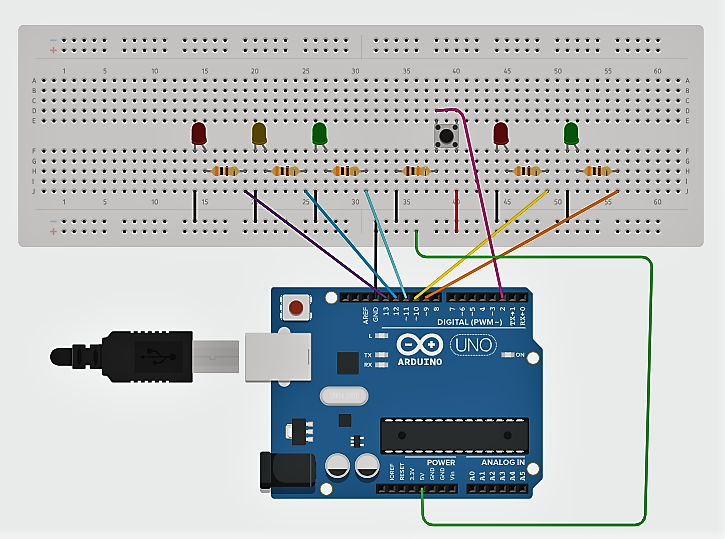 − −
+ +
1 5 10 15 20 25 30 35 40 45 50 55 60
A A
B B
C C
D D
E E
F F
G G
H H
I I
J J
1 5 10 15 20 25 30 35 40 45 50 55 60
− −
+ +
AREF
GND
13
12
~11
~10
~9
8
7
~6
~5
4
~3
2
TX→1
RX←0
DIGITAL (PWM~)
L
TX
RX
UNO
ARDUINO
ON
POWER
ANALOG IN
IOREF
RESET
3.3V
5V
GND
GND
Vin
A0
A1
A2
A3
A4
A5